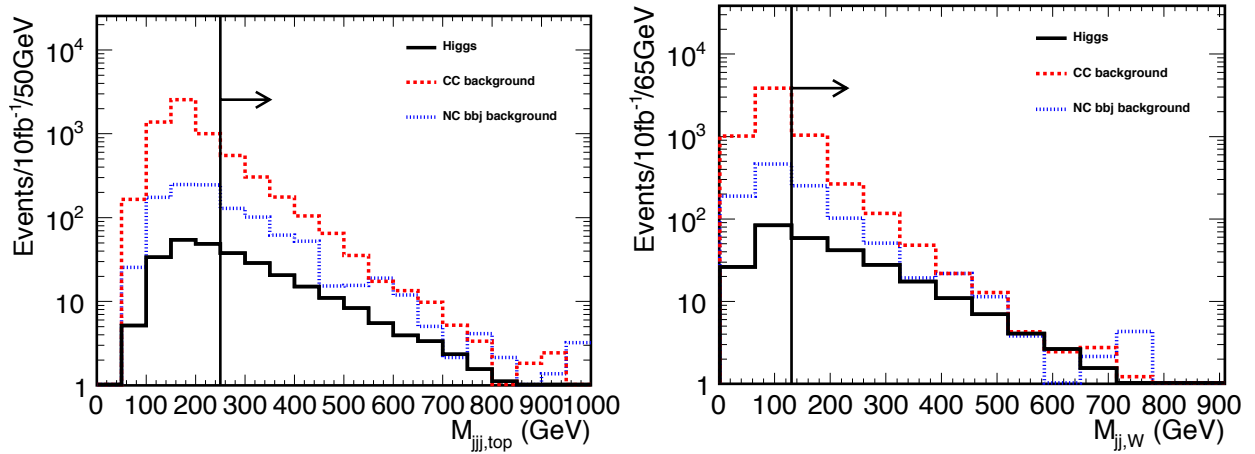 Events/10fb⁻¹/50GeV
10⁴
10³
10²
10
1
Higgs
CC background
NC bbj background
0 100 200 300 400 500 600 700 800 900 1000
M_jjj,top (GeV)
Events/10fb⁻¹/65GeV
10⁴
10³
10²
10
1
Higgs
CC background
NC bbj background
0 100 200 300 400 500 600 700 800 900
M_jj,W (GeV)